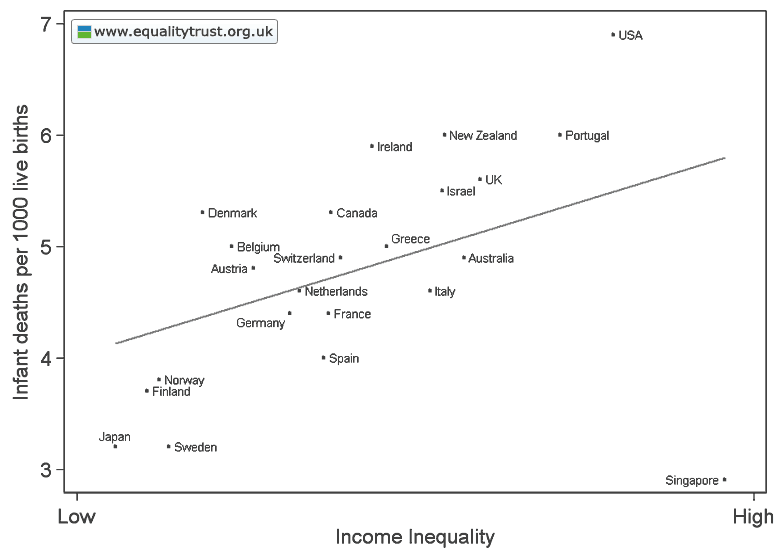 www.equalitytrust.org.uk
7
6
5
4
3
Infant deaths per 1000 live births
USA
New Zealand
Portugal
Ireland
UK
Israel
Denmark
Canada
Greece
Belgium
Switzerland
Australia
Austria
Netherlands
Italy
Germany
France
Spain
Norway
Finland
Japan
Sweden
Singapore
Low
High
Income Inequality